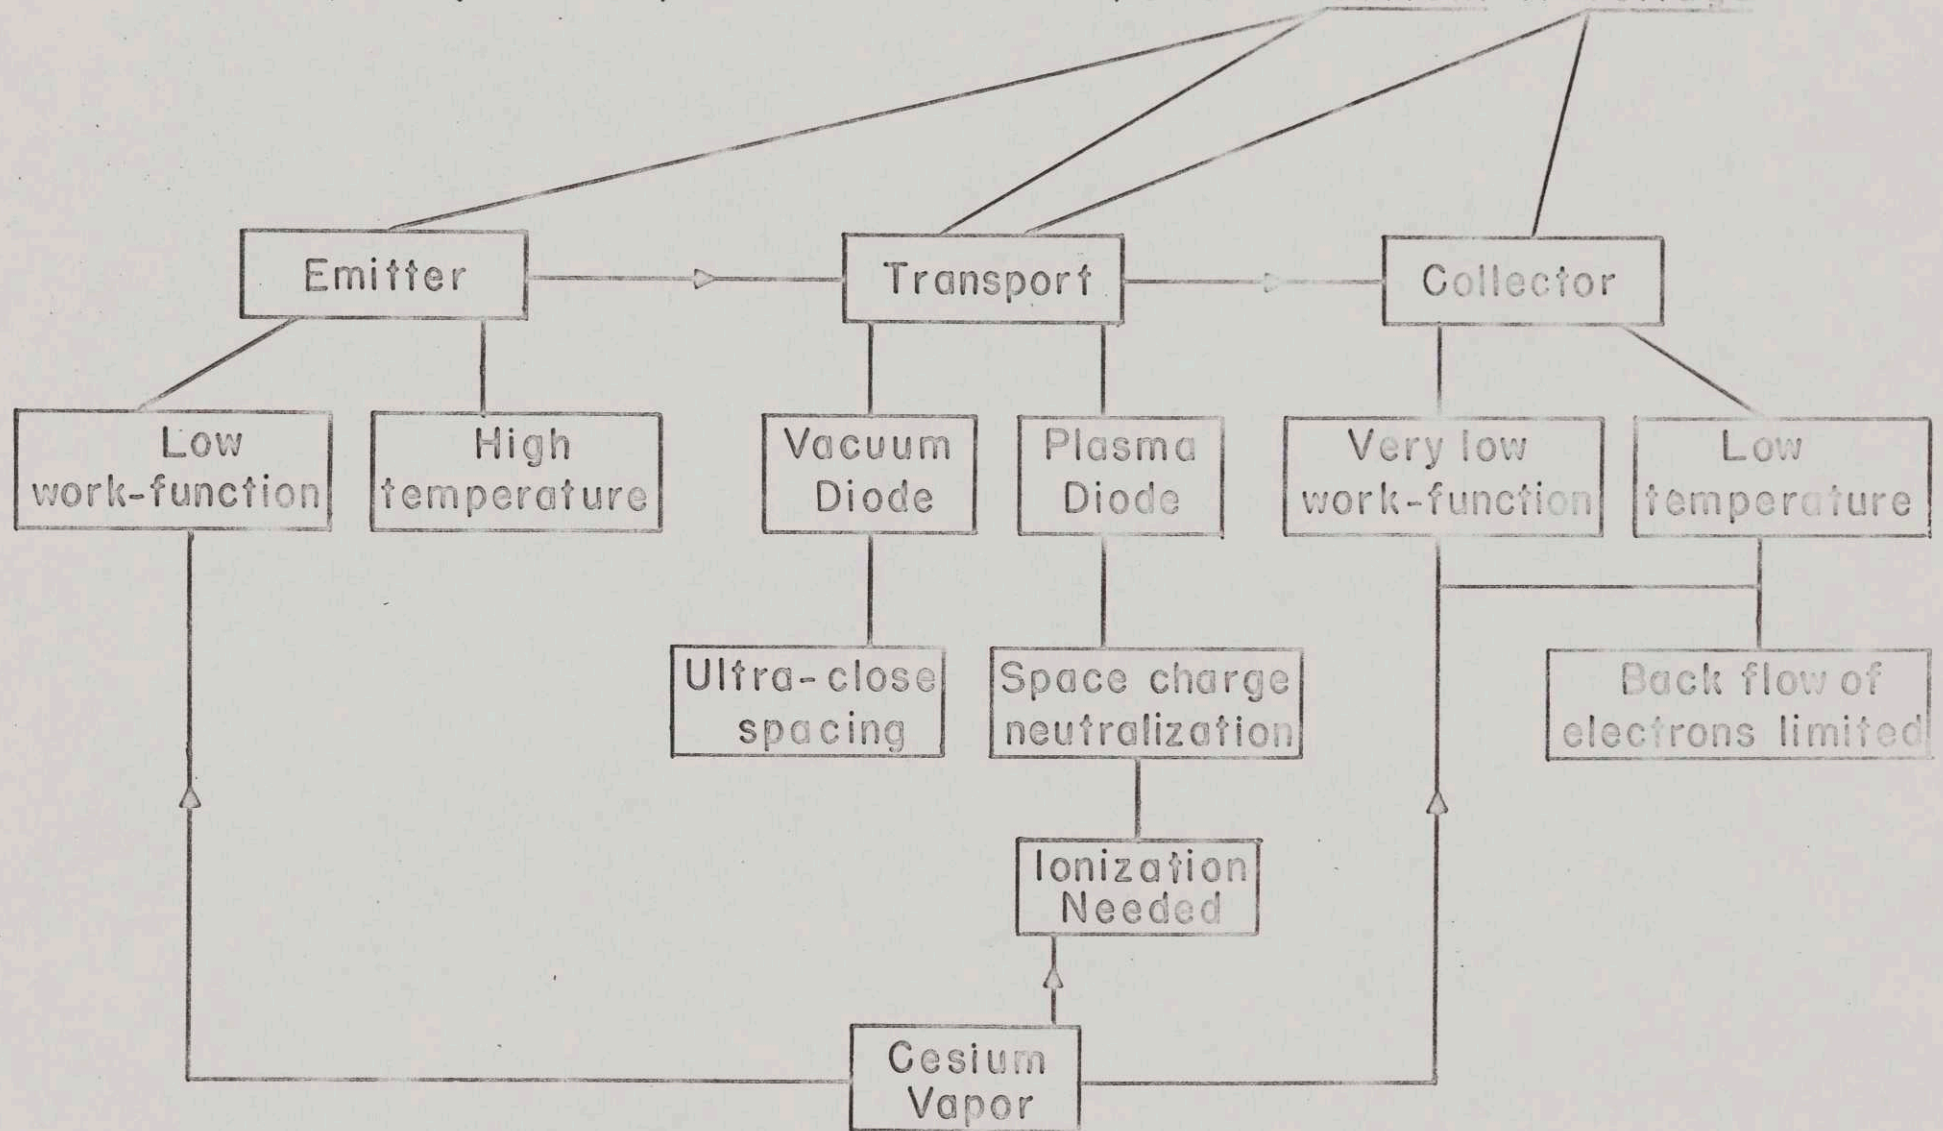 Emitter
Transport
Collector
Low
work-function
High
temperature
Vacuum
Diode
Plasma
Diode
Very low
work-function
Low
temperature
Ultra-close
spacing
Space charge
neutralization
Back flow of
electrons limited
Ionization
Needed
Cesium
Vapor